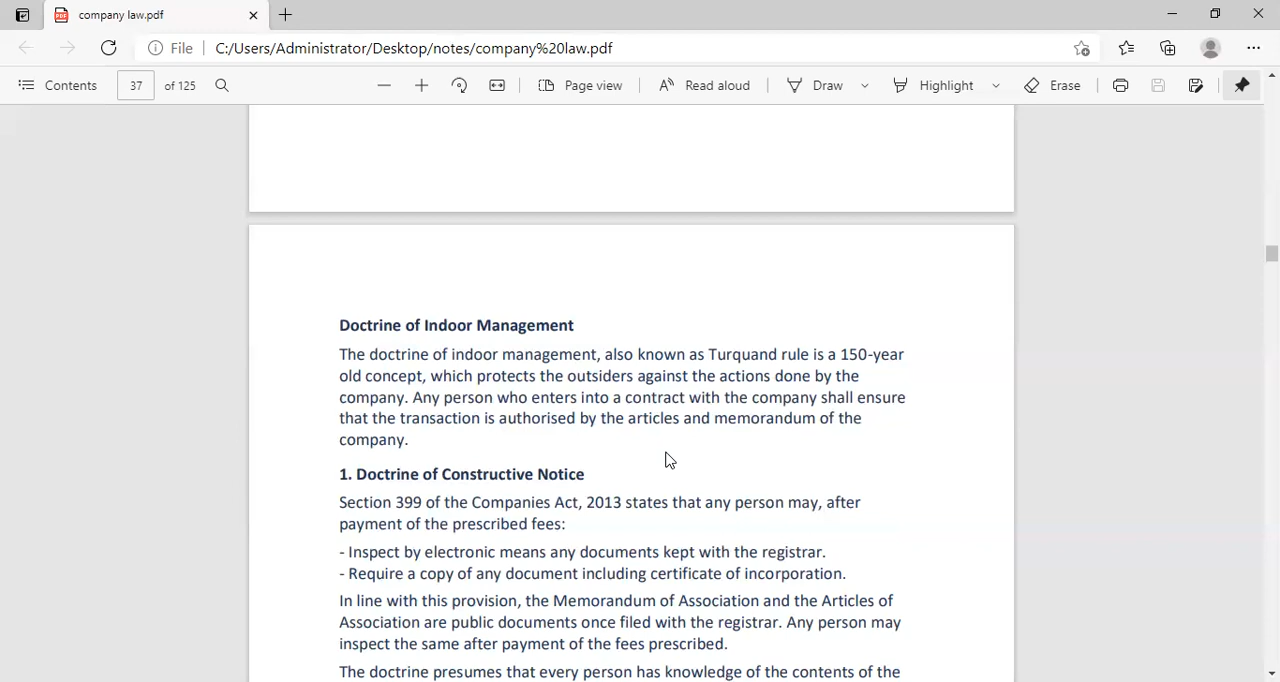 company law.pdf
File C:/Users/Administrator/Desktop/notes/company%20law.pdf
Contents 37 of 125 Page view Read aloud Draw Highlight Erase
Doctrine of Indoor Management
The doctrine of indoor management, also known as Turquand rule is a 150-year
old concept, which protects the outsiders against the actions done by the
company. Any person who enters into a contract with the company shall ensure
that the transaction is authorised by the articles and memorandum of the
company.
1. Doctrine of Constructive Notice
Section 399 of the Companies Act, 2013 states that any person may, after
payment of the prescribed fees:
- Inspect by electronic means any documents kept with the registrar.
- Require a copy of any document including certificate of incorporation.
In line with this provision, the Memorandum of Association and the Articles of
Association are public documents once filed with the registrar. Any person may
inspect the same after payment of the fees prescribed.
The doctrine presumes that every person has knowledge of the contents of the